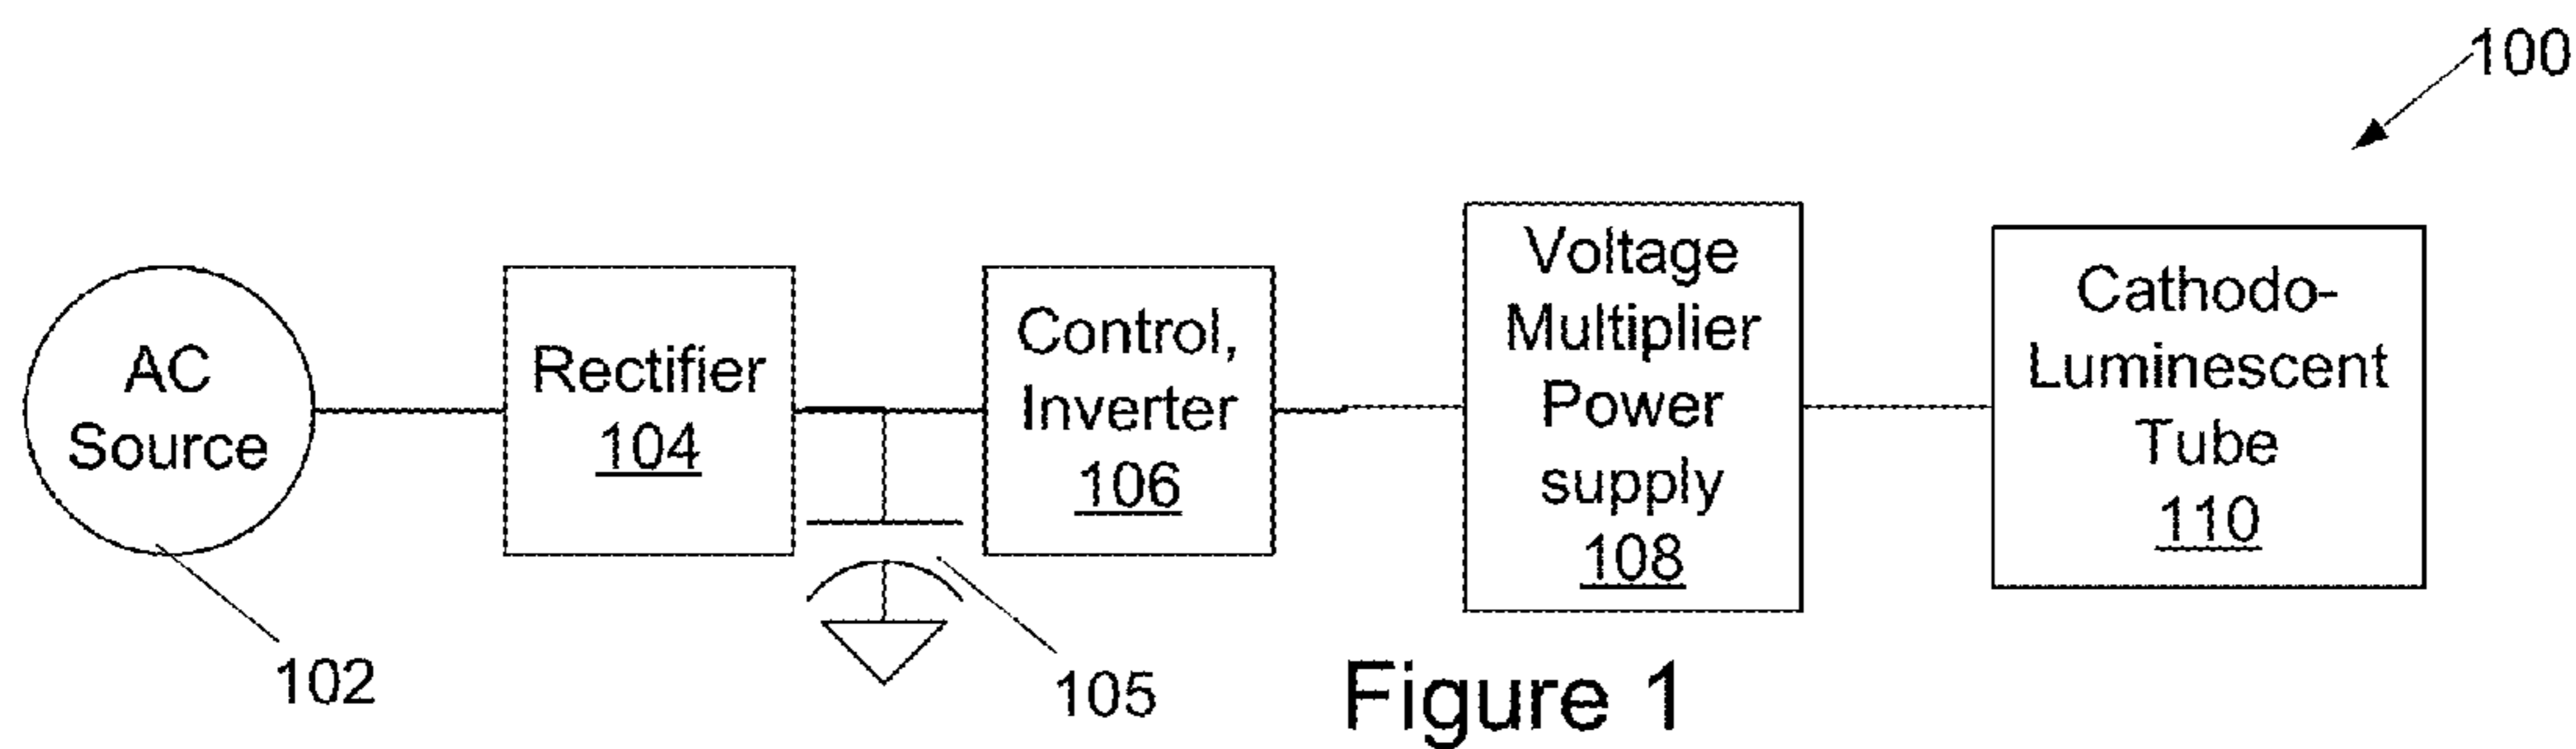 100
AC
Source
102
Rectifier
104
105
Control,
Inverter
106
Voltage
Multiplier
Power
supply
108
Cathodo-
Luminescent
Tube
110
Figure 1